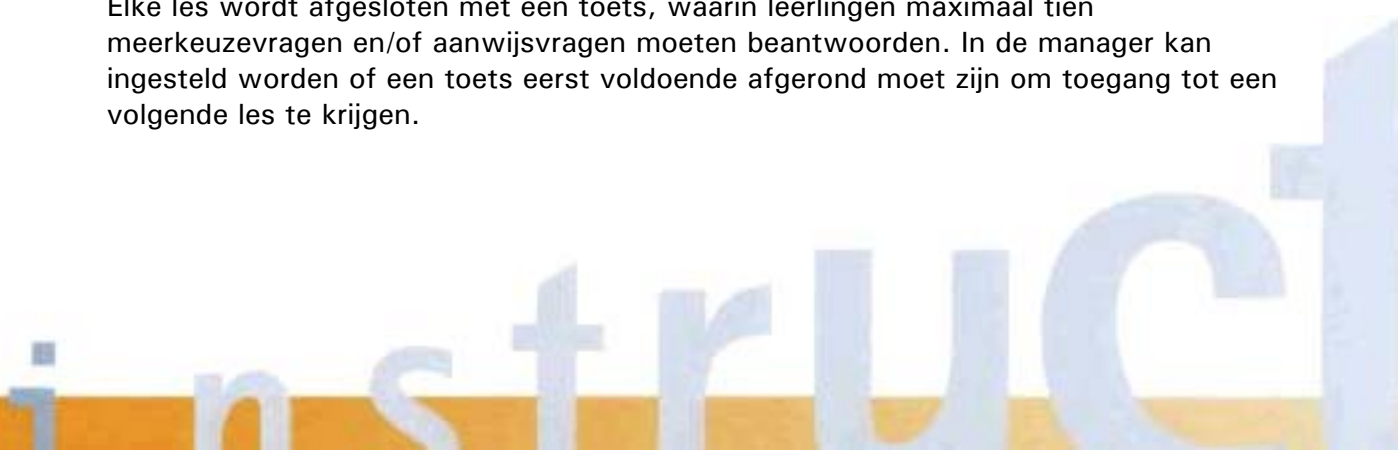 Elke les wordt afgesloten met een toets, waarin leerlingen maximaal tien
meerkeuzevragen en/of aanwijsvragen moeten beantwoorden. In de manager kan
ingesteld worden of een toets eerst voldoende afgerond moet zijn om toegang tot een
volgende les te krijgen.
instruct